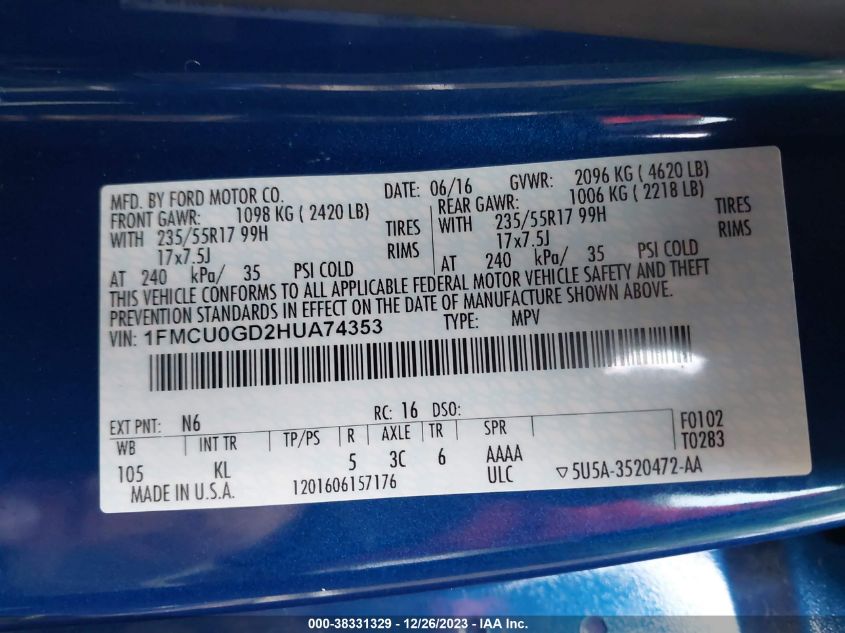 MFD. BY FORD MOTOR CO. DATE: 06/16 GVWR: 2096 KG ( 4620 LB)
FRONT GAWR: 1098 KG ( 2420 LB) REAR GAWR: 1006 KG ( 2218 LB)
WITH 235/55R17 99H TIRES WITH 235/55R17 99H TIRES
17x7.5J RIMS 17x7.5J RIMS
AT 240 kPa/ 35 PSI COLD AT 240 kPa/ 35 PSI COLD
THIS VEHICLE CONFORMS TO ALL APPLICABLE FEDERAL MOTOR VEHICLE SAFETY AND THEFT
PREVENTION STANDARDS IN EFFECT ON THE DATE OF MANUFACTURE SHOWN ABOVE.
VIN: 1FMCU0GD2HUA74353 TYPE: MPV
EXT PNT: N6 RC: 16 DSO:
WB INT TR TP/PS R AXLE TR SPR F0102
105 KL 5 3C 6 AAAA T0283
MADE IN U.S.A. 1201606157176 ULC ▽5U5A-3520472-AA
000-38331329 - 12/26/2023 - © IAA Inc.